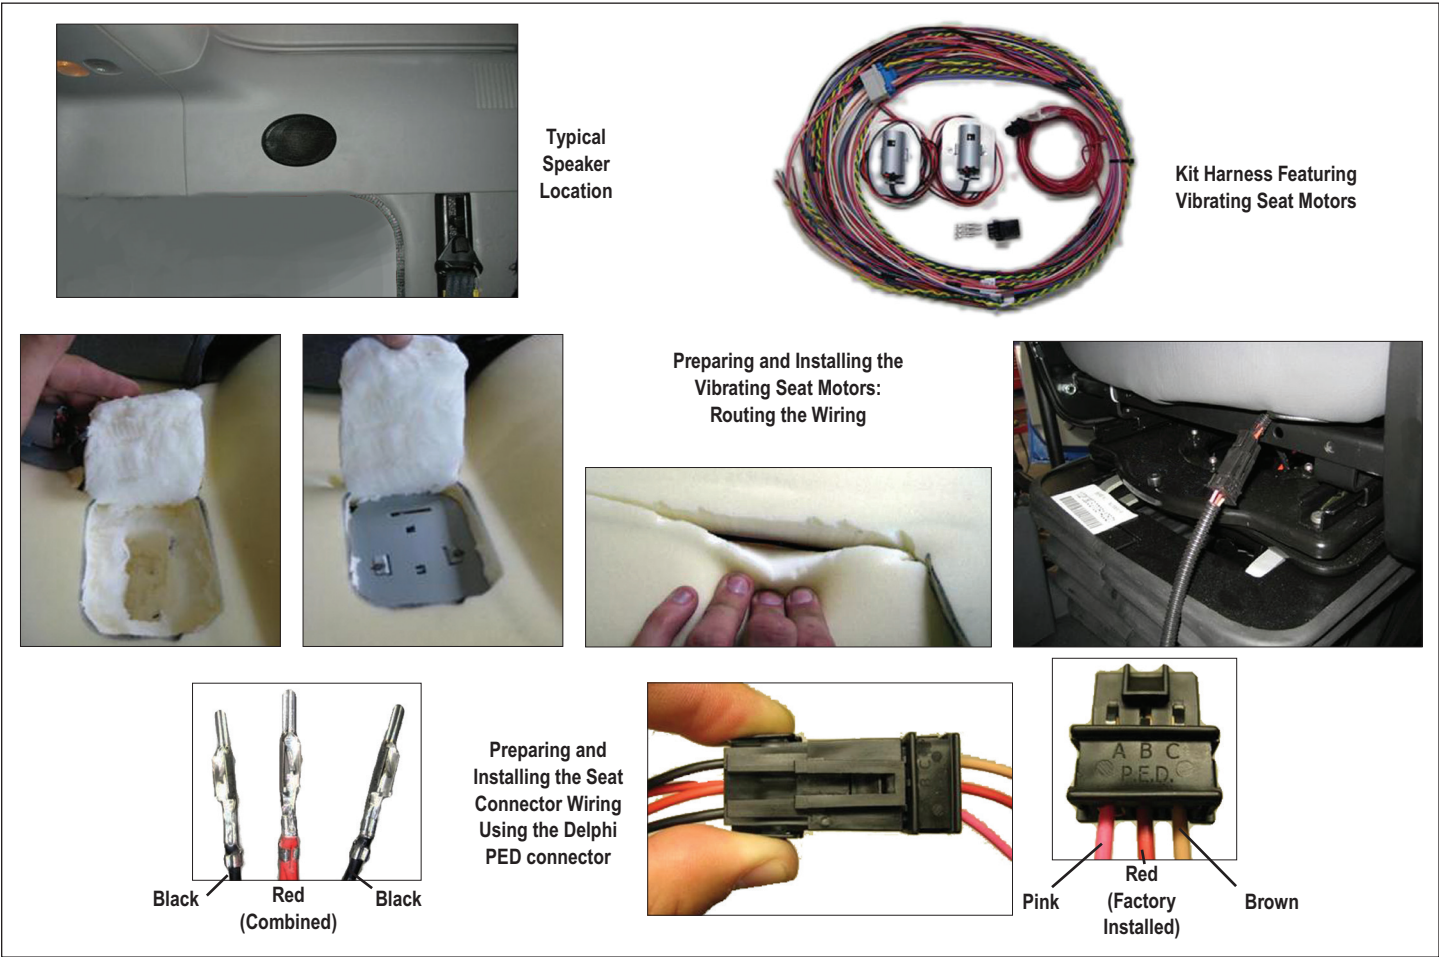 Typical
Speaker
Location
Kit Harness Featuring
Vibrating Seat Motors
Preparing and Installing the
Vibrating Seat Motors:
Routing the Wiring
Preparing and
Installing the Seat
Connector Wiring
Using the Delphi
PED connector
Black
Red
(Combined)
Black
A B C
P.E.D.
Pink
Red
(Factory
Installed)
Brown